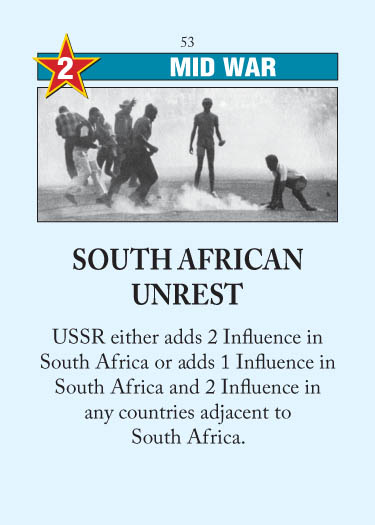 53
2 MID WAR
SOUTH AFRICAN
UNREST
USSR either adds 2 Influence in
South Africa or adds 1 Influence in
South Africa and 2 Influence in
any countries adjacent to
South Africa.